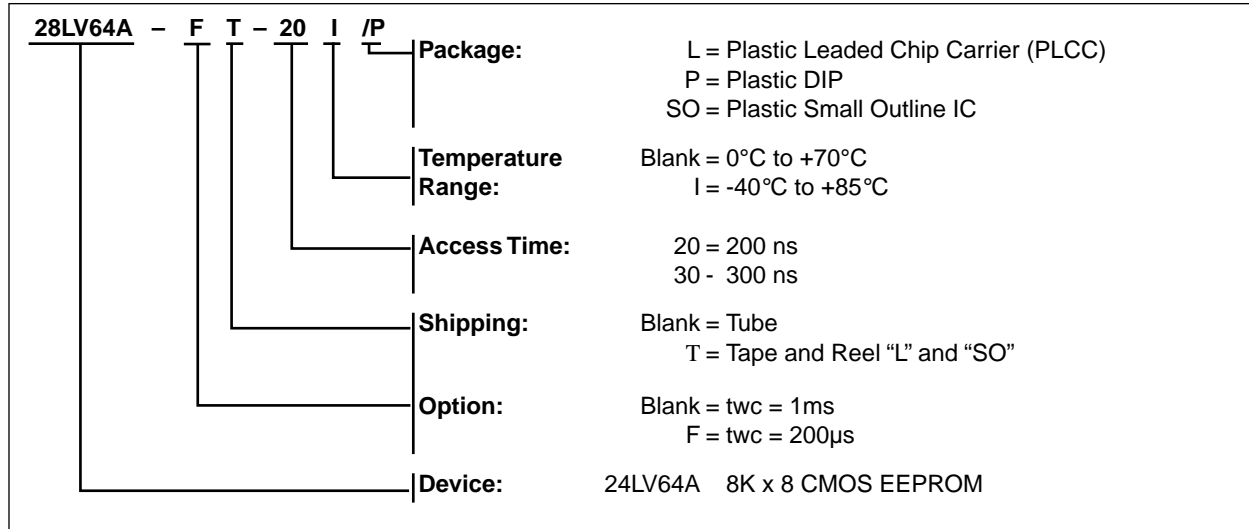 28LV64A – F T – 20 I /P
Package: L = Plastic Leaded Chip Carrier (PLCC)
P = Plastic DIP
SO = Plastic Small Outline IC
Temperature Blank = 0°C to +70°C
Range: I = -40°C to +85°C
Access Time: 20 = 200 ns
30 - 300 ns
Shipping: Blank = Tube
T = Tape and Reel “L” and “SO”
Option: Blank = twc = 1ms
F = twc = 200µs
Device: 24LV64A 8K x 8 CMOS EEPROM